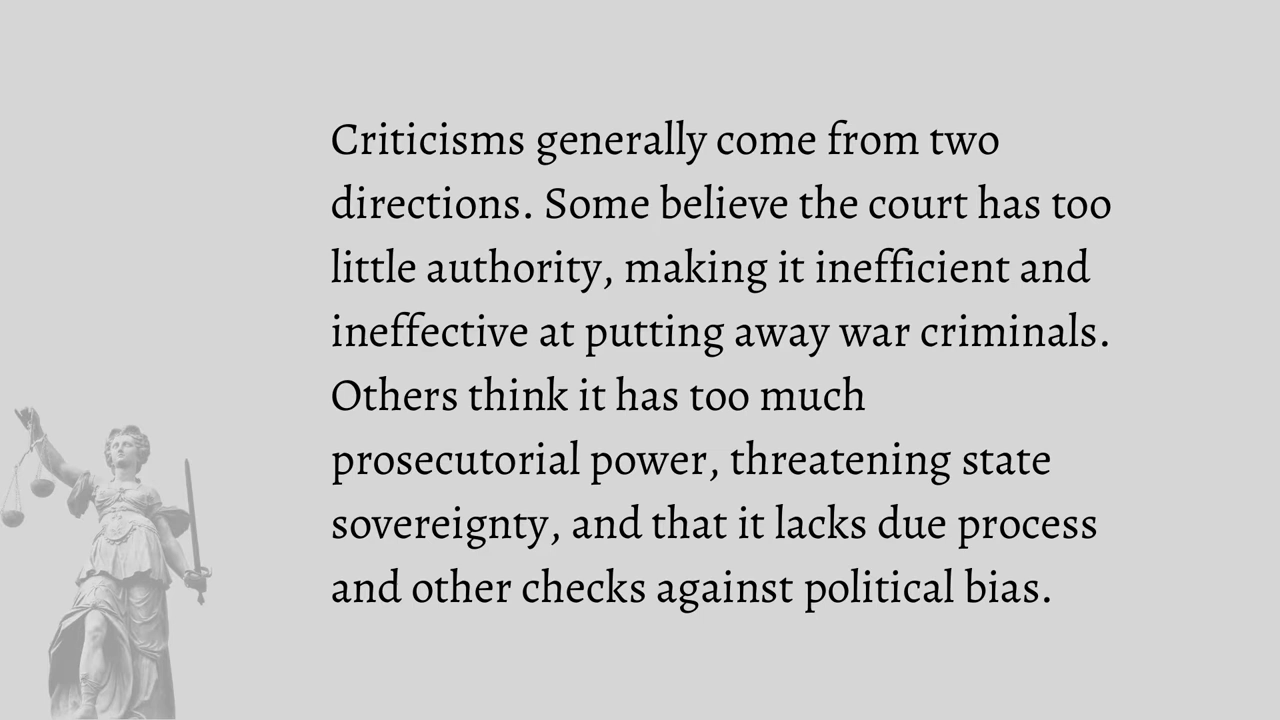 Criticisms generally come from two
directions. Some believe the court has too
little authority, making it inefficient and
ineffective at putting away war criminals.
Others think it has too much
prosecutorial power, threatening state
sovereignty, and that it lacks due process
and other checks against political bias.